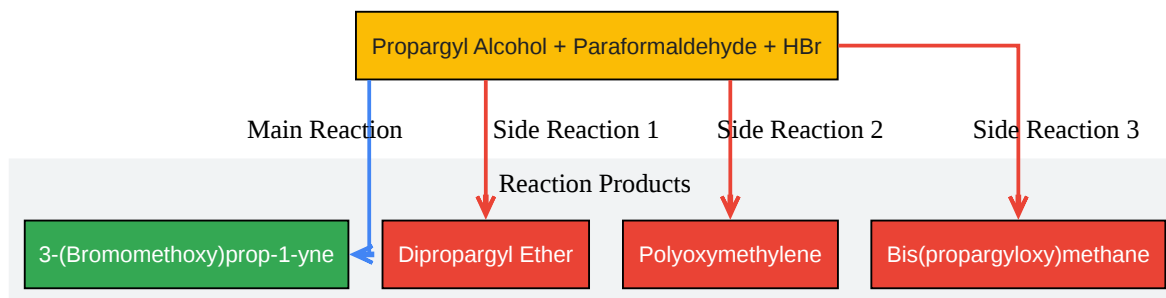 Propargyl Alcohol + Paraformaldehyde + HBr
Main Reaction
Side Reaction 1
Side Reaction 2
Side Reaction 3
Reaction Products
3-(Bromomethoxy)prop-1-yne
Dipropargyl Ether
Polyoxymethylene
Bis(propargyloxy)methane